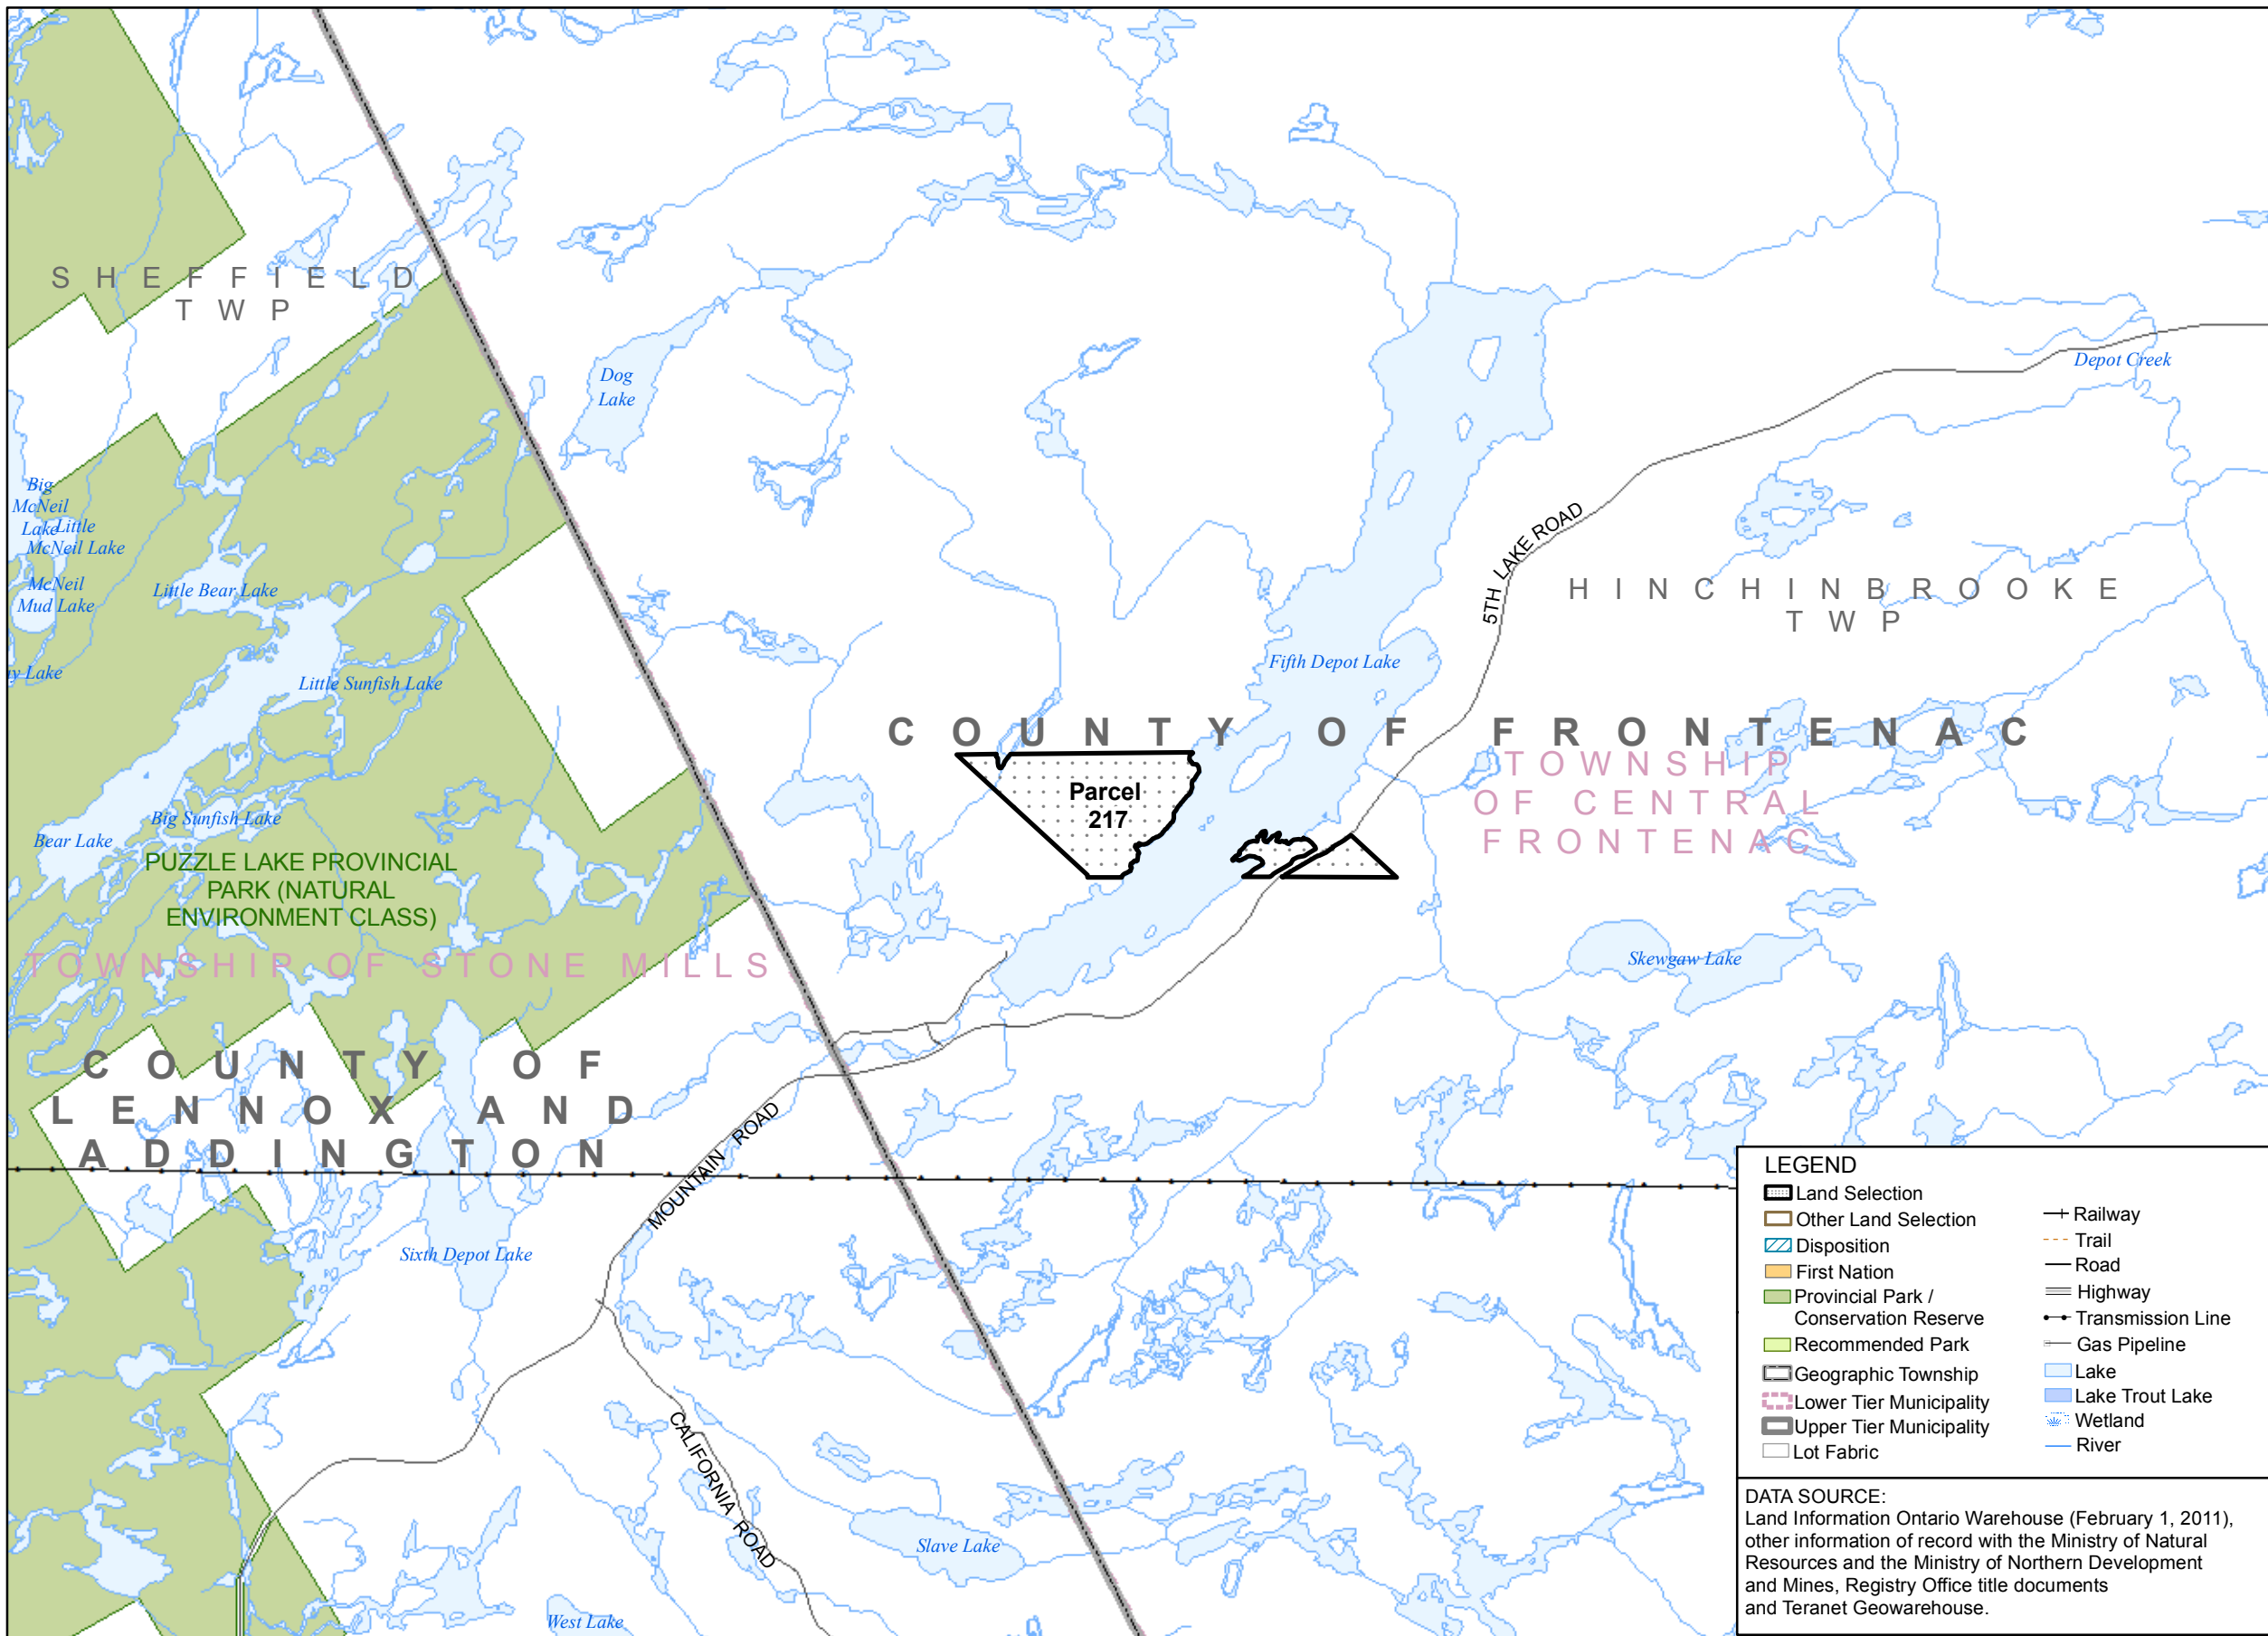 SHEFFIELD
TWP
Dog
Lake
Depot Creek
Big
McNeil
Lake
Little
McNeil Lake
McNeil
Mud Lake
Little Bear Lake
5TH LAKE ROAD
HINCHINBROOKE
TWP
Lake
Little Sunfish Lake
Fifth Depot Lake
COUNTY OF FRONTENAC
TOWNSHIP
OF CENTRAL
FRONTENAC
Parcel
217
Big Sunfish Lake
Bear Lake
PUZZLE LAKE PROVINCIAL
PARK (NATURAL
ENVIRONMENT CLASS)
TOWNSHIP OF STONE MILLS
Skewgaw Lake
COUNTY OF
LENNOX AND
ADDINGTON
MOUNTAIN ROAD
Sixth Depot Lake
CALIFORNIA ROAD
Slave Lake
West Lake
LEGEND
Land Selection
Other Land Selection
Disposition
First Nation
Provincial Park /
Conservation Reserve
Recommended Park
Geographic Township
Lower Tier Municipality
Upper Tier Municipality
Lot Fabric
Railway
Trail
Road
Highway
Transmission Line
Gas Pipeline
Lake
Lake Trout Lake
Wetland
River
DATA SOURCE:
Land Information Ontario Warehouse (February 1, 2011),
other information of record with the Ministry of Natural
Resources and the Ministry of Northern Development
and Mines, Registry Office title documents
and Teranet Geowarehouse.